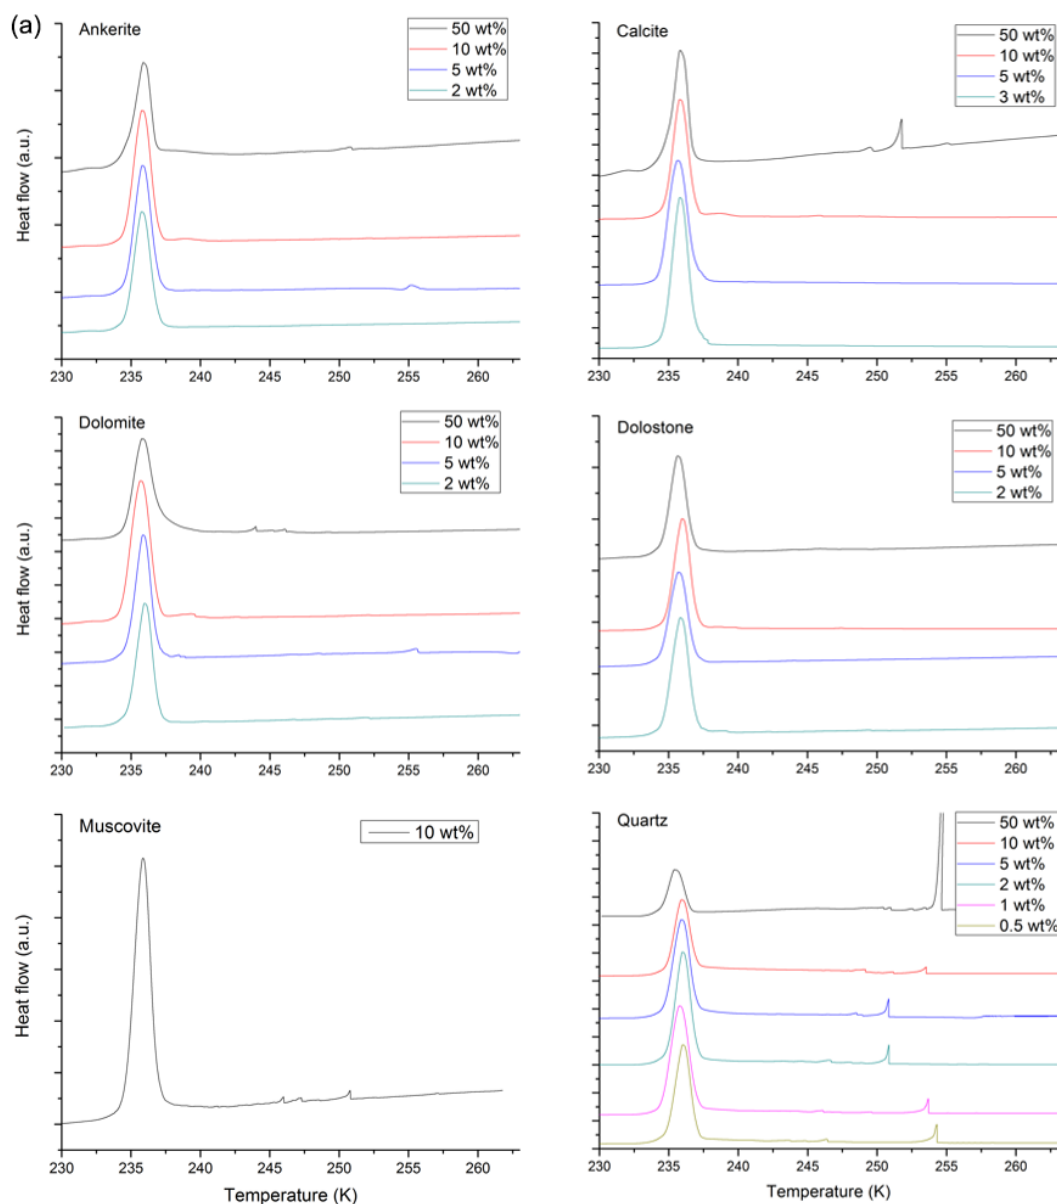 (a)
Ankerite
50 wt%
10 wt%
5 wt%
2 wt%
Heat flow (a.u.)
230 235 240 245 250 255 260
Calcite
50 wt%
10 wt%
5 wt%
3 wt%
230 235 240 245 250 255 260
Dolomite
50 wt%
10 wt%
5 wt%
2 wt%
Heat flow (a.u.)
230 235 240 245 250 255 260
Dolostone
50 wt%
10 wt%
5 wt%
2 wt%
230 235 240 245 250 255 260
Muscovite
10 wt%
Heat flow (a.u.)
230 235 240 245 250 255 260
Temperature (K)
Quartz
50 wt%
10 wt%
5 wt%
2 wt%
1 wt%
0.5 wt%
230 235 240 245 250 255 260
Temperature (K)